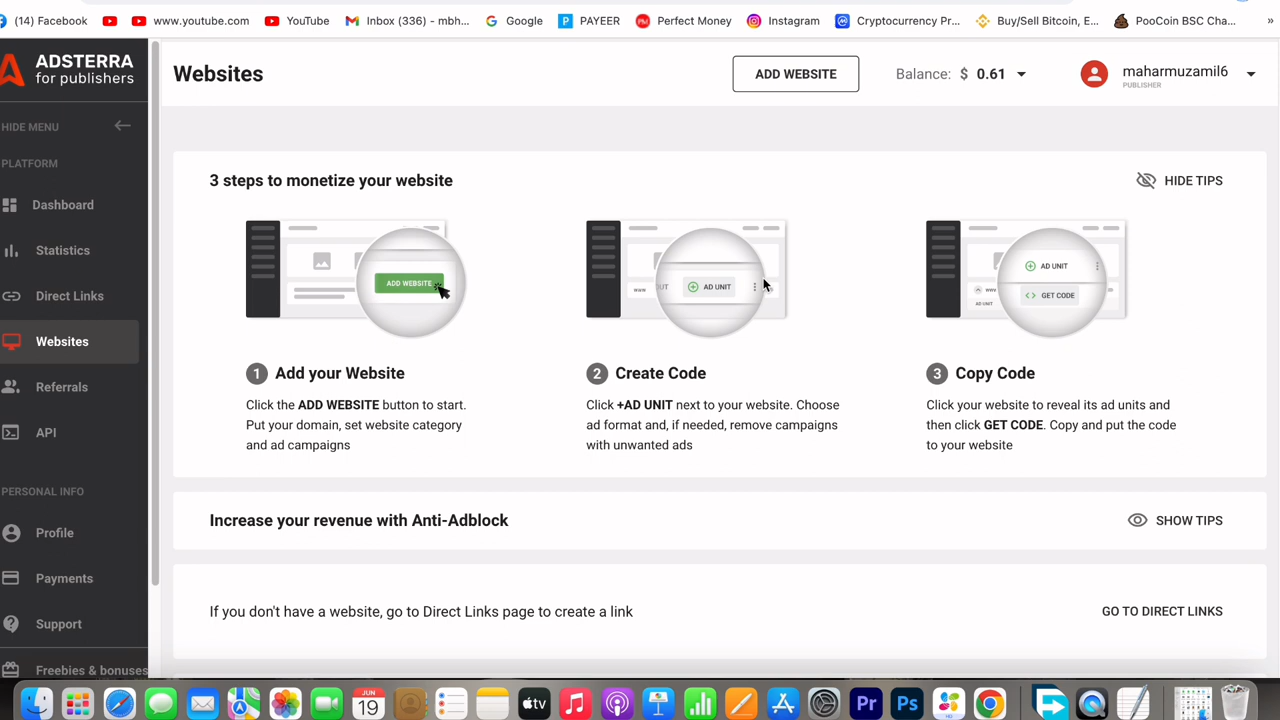 (14) Facebook
www.youtube.com
YouTube
Inbox (336) - mbh...
Google
PAYEER
Perfect Money
Instagram
Cryptocurrency Pr...
Buy/Sell Bitcoin, E...
PooCoin BSC Cha...
»
ADSTERRA
for publishers
Websites
ADD WEBSITE
Balance: $ 0.61
maharmuzamil6
PUBLISHER
HIDE MENU
PLATFORM
Dashboard
Statistics
Direct Links
Websites
Referrals
API
PERSONAL INFO
Profile
Payments
Support
Freebies & bonuses
3 steps to monetize your website
HIDE TIPS
ADD WEBSITE
www
AD UNIT
AD UNIT
www
AD UNIT
GET CODE
1 Add your Website
Click the ADD WEBSITE button to start.
Put your domain, set website category
and ad campaigns
2 Create Code
Click +AD UNIT next to your website. Choose
ad format and, if needed, remove campaigns
with unwanted ads
3 Copy Code
Click your website to reveal its ad units and
then click GET CODE. Copy and put the code
to your website
Increase your revenue with Anti-Adblock
SHOW TIPS
If you don't have a website, go to Direct Links page to create a link
GO TO DIRECT LINKS
JUN
19
tv
Pr
Ps